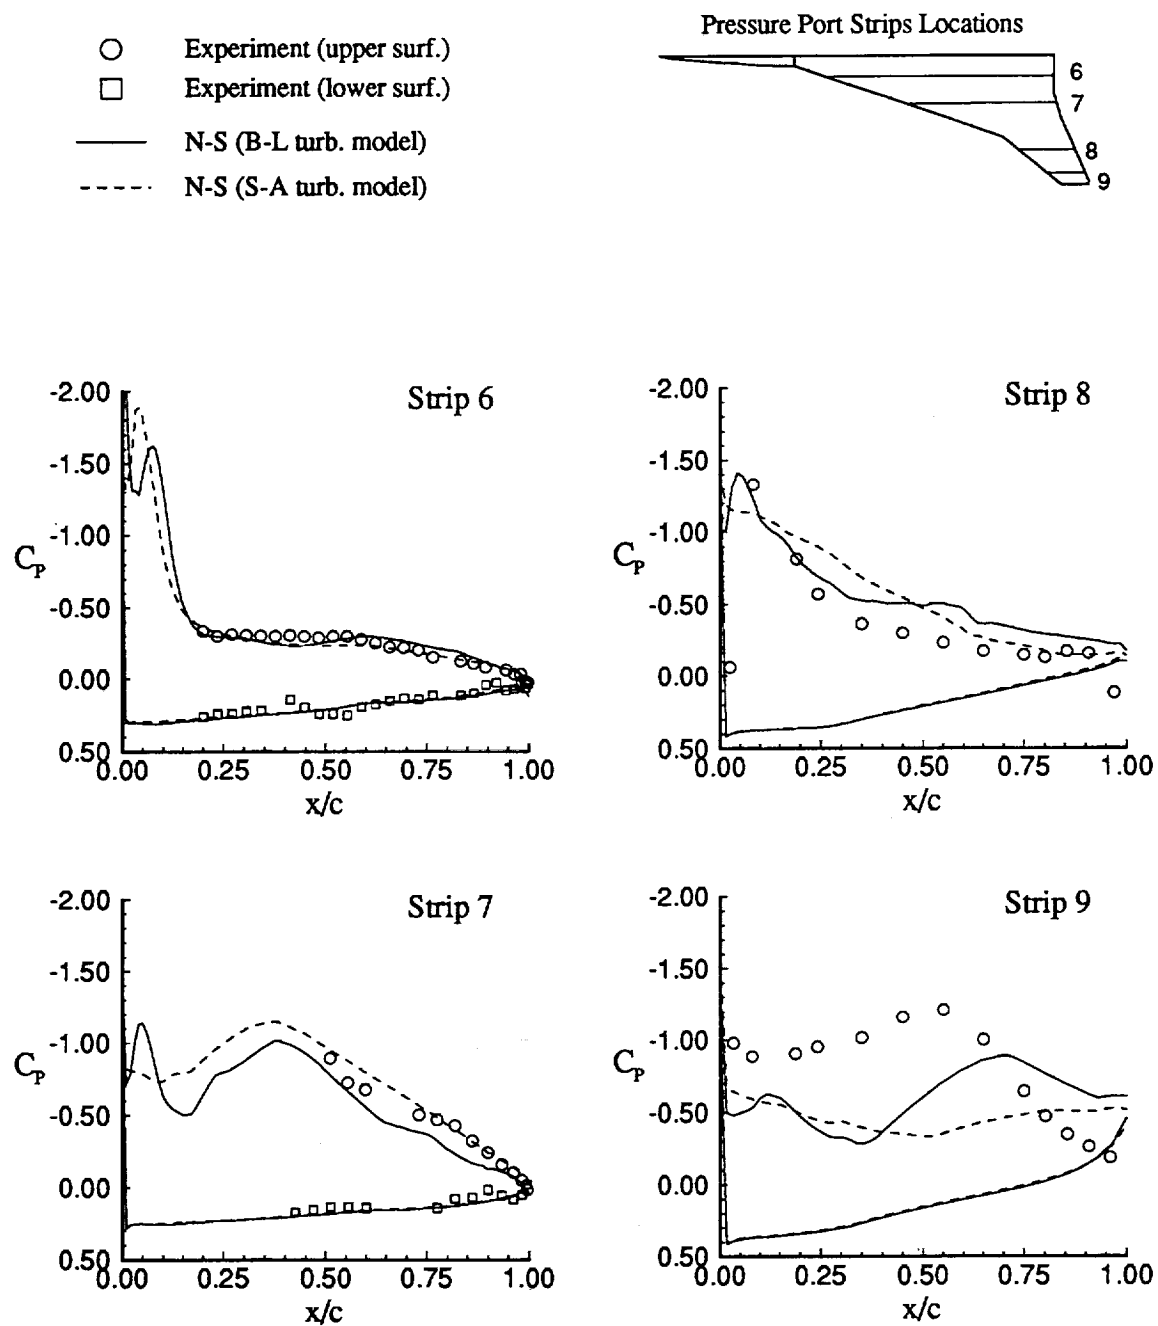 Experiment (upper surf.)
Experiment (lower surf.)
N-S (B-L turb. model)
N-S (S-A turb. model)
Pressure Port Strips Locations
6
7
8
9
Strip 6
-2.00
-1.50
-1.00
-0.50
0.00
0.50
Cp
0.00 0.25 0.50 0.75 1.00
x/c
Strip 8
-2.00
-1.50
-1.00
-0.50
0.00
0.50
Cp
0.00 0.25 0.50 0.75 1.00
x/c
Strip 7
-2.00
-1.50
-1.00
-0.50
0.00
0.50
Cp
0.00 0.25 0.50 0.75 1.00
x/c
Strip 9
-2.00
-1.50
-1.00
-0.50
0.00
0.50
Cp
0.00 0.25 0.50 0.75 1.00
x/c